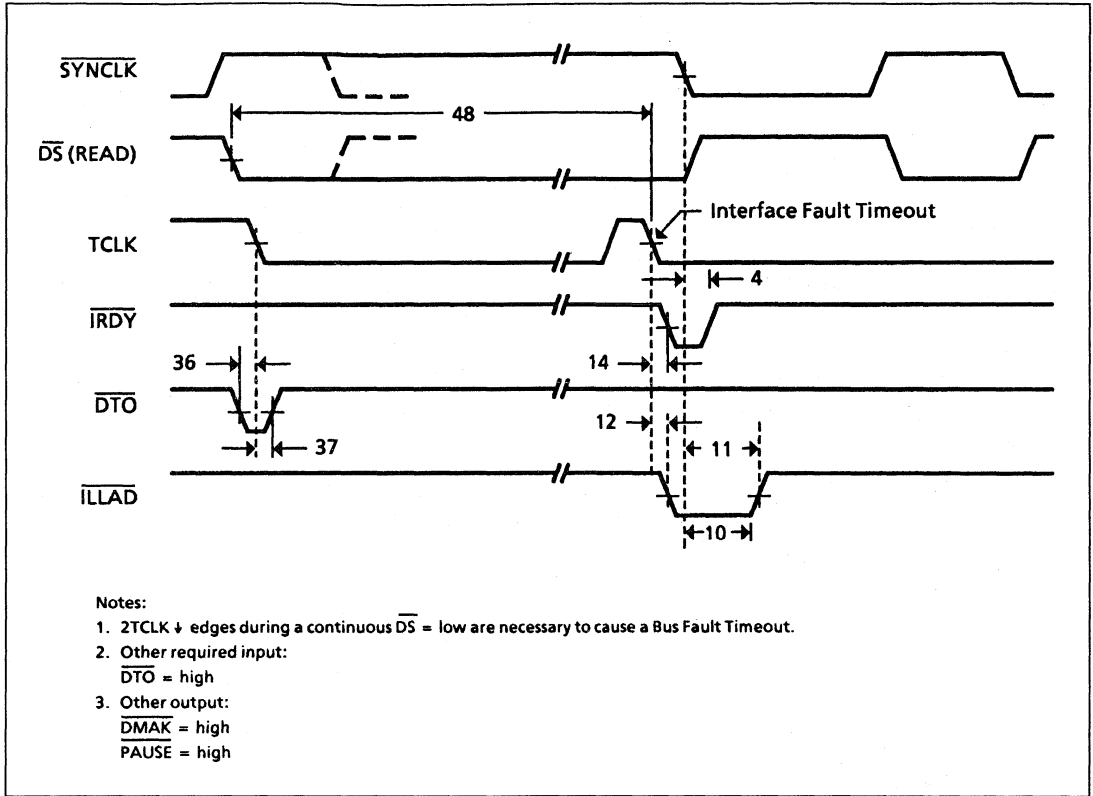 SYNCLK
48
DS (READ)
Interface Fault Timeout
TCLK
4
IRDY
36
14
DTO
12
11
37
ILLAD
10
Notes:
1. 2TCLK ↓ edges during a continuous DS = low are necessary to cause a Bus Fault Timeout.
2. Other required input:
DTO = high
3. Other output:
DMAK = high
PAUSE = high